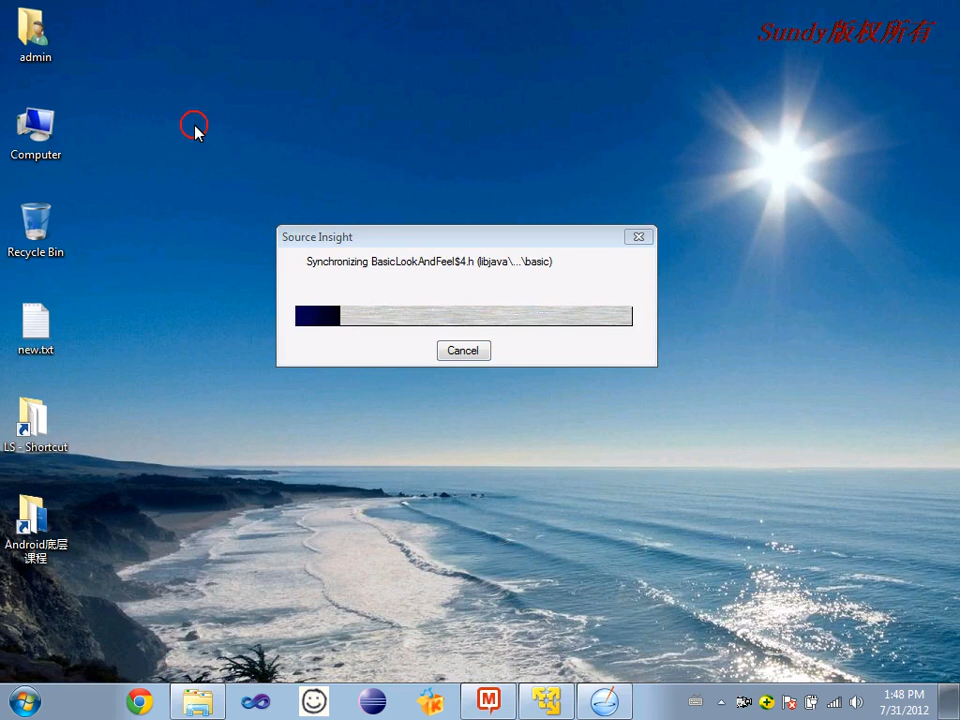 Sundy版权所有
admin
Computer
Recycle Bin
new.txt
LS - Shortcut
Android底层
课程
Source Insight
Synchronizing BasicLookAndFeel$4.h (libjava\...\basic)
Cancel
1:48 PM
7/31/2012